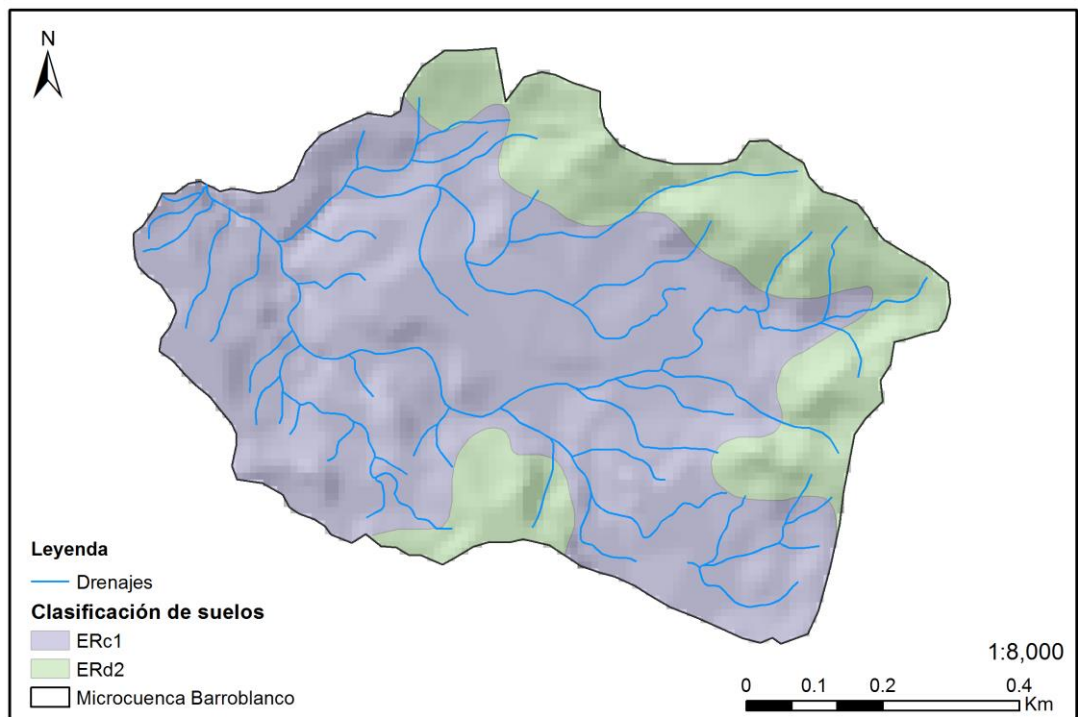 N
Leyenda
Drenajes
Clasificación de suelos
ERc1
ERd2
Microcuenca Barroblanco
1:8,000
0 0.1 0.2 0.4
Km